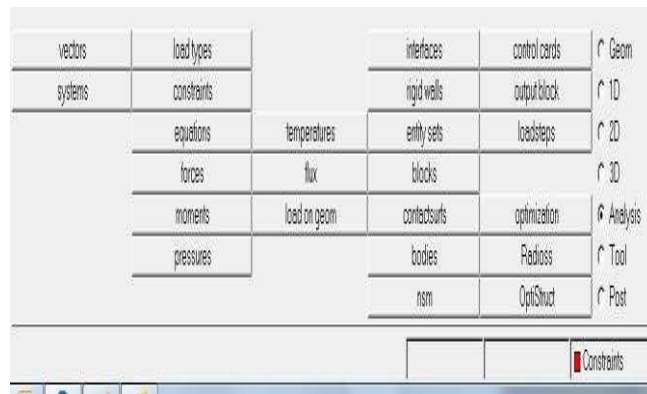 vectors load types interfaces control cards Geom
systems constraints rigid walls output block 1D
equations temperatures entity sets loadsteps 2D
forces flux blocks 3D
moments load on geom contactsurfs optimization Analysis
pressures bodies Radioss Tool
nsm OptiStruct Post
Constraints